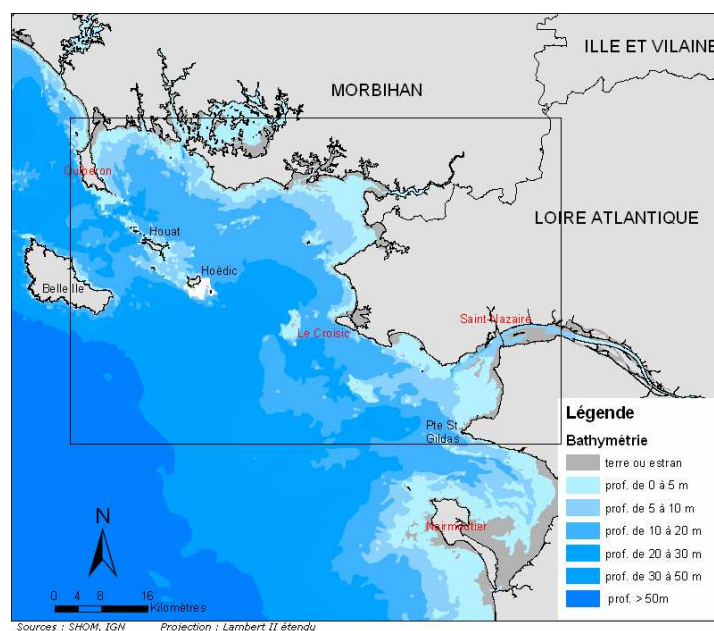 ILLE ET VILAINE
MORBIHAN
Quiberon
LOIRE ATLANTIQUE
Houat
Hoëdic
Belle Ile
Saint-Nazaire
Le Croisic
Pte St.
Gildas
Noirmoutier
Légende
Bathymétrie
terre ou estran
prof. de 0 à 5 m
prof. de 5 à 10 m
prof. de 10 à 20 m
prof. de 20 à 30 m
prof. de 30 à 50 m
prof. > 50m
N
0 4 8 16
Kilomètres
Sources : SHOM, IGN Projection : Lambert II étendu